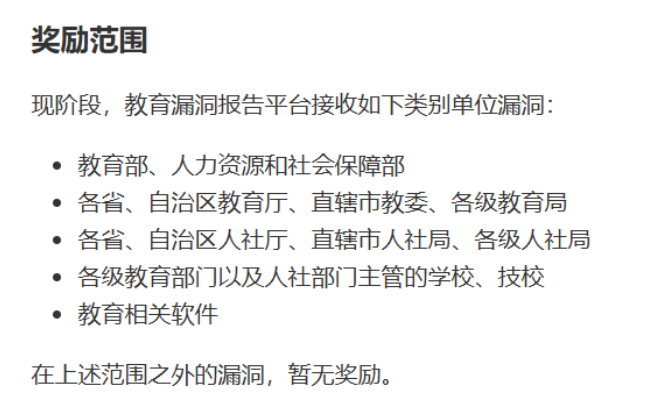 奖励范围
现阶段，教育漏洞报告平台接收如下类别单位漏洞：
• 教育部、人力资源和社会保障部
• 各省、自治区教育厅、直辖市教委、各级教育局
• 各省、自治区人社厅、直辖市人社局、各级人社局
• 各级教育部门以及人社部门主管的学校、技校
• 教育相关软件
在上述范围之外的漏洞，暂无奖励。